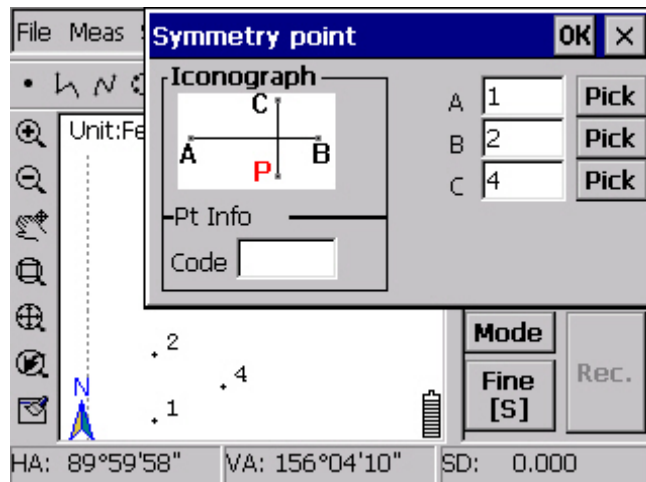 File Meas
Symmetry point OK ×
Iconograph
C
A B
P
Pt Info
Code
A 1 Pick
B 2 Pick
C 4 Pick
Unit:Fe
2
4
N
1
Mode
Fine
[S]
Rec.
HA: 89°59'58" VA: 156°04'10" SD: 0.000